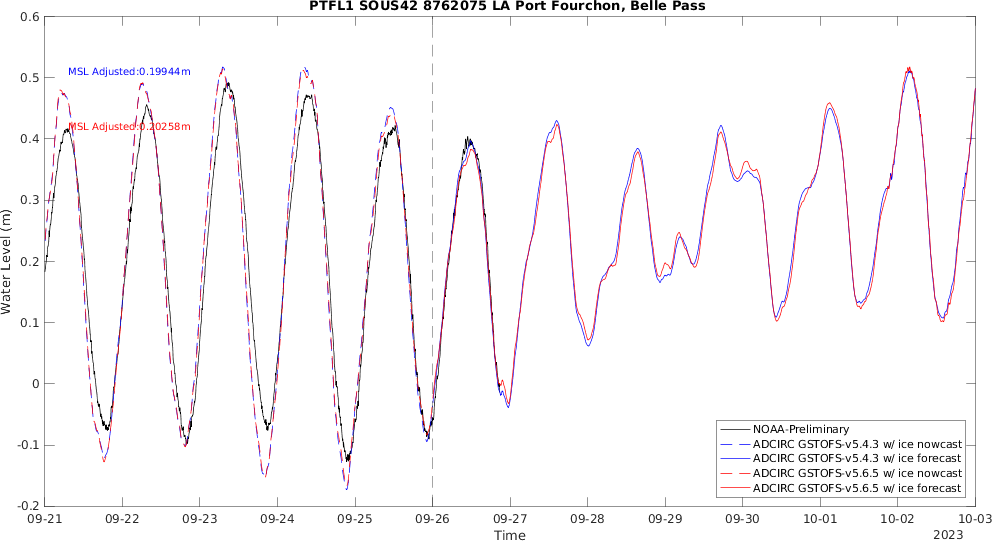 PTFL1 SOUS42 8762075 LA Port Fourchon, Belle Pass
0.6
0.5
0.4
0.3
0.2
0.1
0
-0.1
-0.2
Water Level (m)
MSL Adjusted:0.19944m
MSL Adjusted:0.20258m
NOAA-Preliminary
ADCIRC GSTOFS-v5.4.3 w/ ice nowcast
ADCIRC GSTOFS-v5.4.3 w/ ice forecast
ADCIRC GSTOFS-v5.6.5 w/ ice nowcast
ADCIRC GSTOFS-v5.6.5 w/ ice forecast
09-21 09-22 09-23 09-24 09-25 09-26 09-27 09-28 09-29 09-30 10-01 10-02 10-03
Time
2023